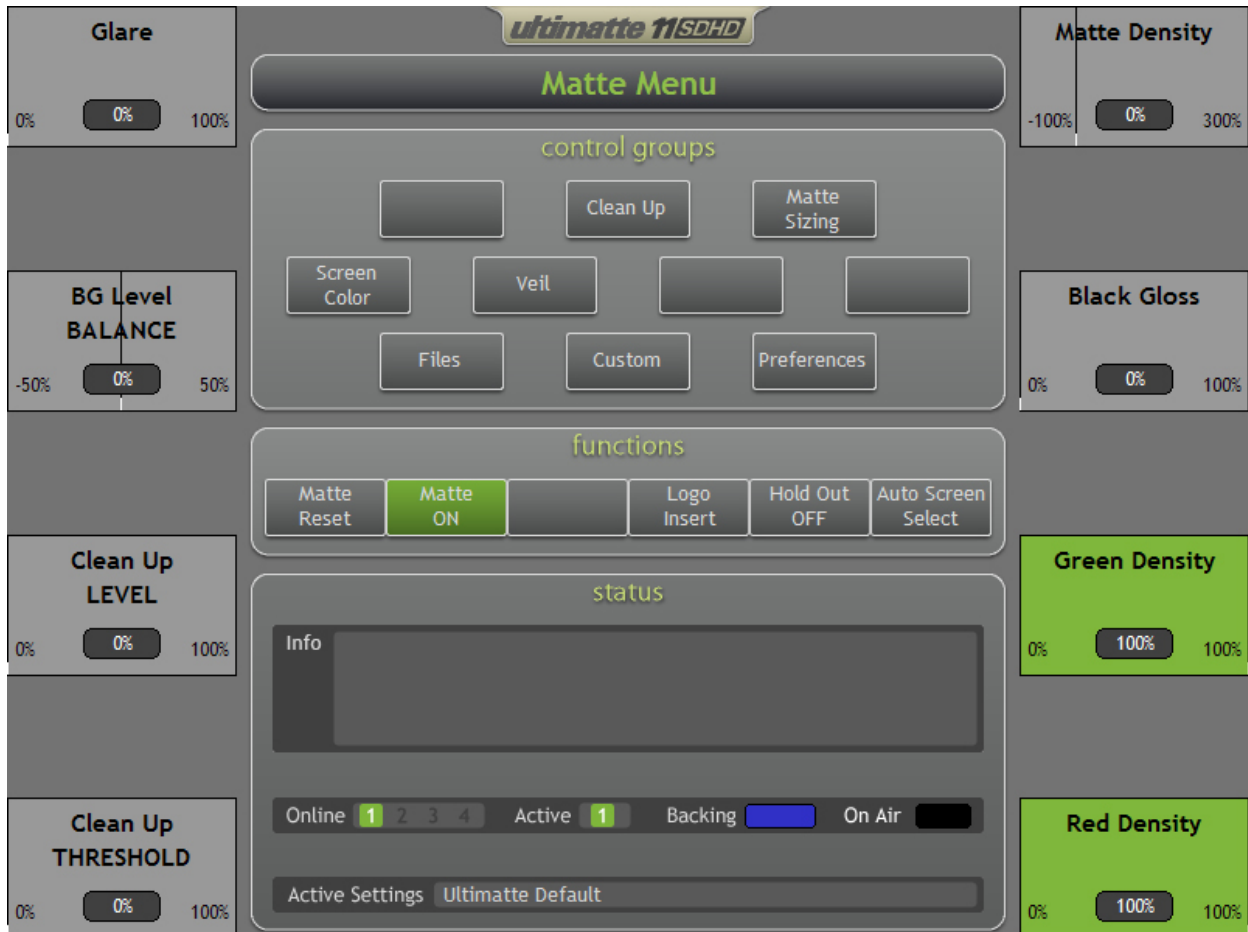 ultimatte 11 SDHD
Matte Menu
Glare
0%
0%
100%
BG Level
BALANCE
-50%
0%
50%
Clean Up
LEVEL
0%
0%
100%
Clean Up
THRESHOLD
0%
0%
100%
control groups
Clean Up
Matte
Sizing
Screen
Color
Veil
Files
Custom
Preferences
functions
Matte
Reset
Matte
ON
Logo
Insert
Hold Out
OFF
Auto Screen
Select
status
Info
Online 1 2 3 4 Active 1 Backing On Air
Active Settings Ultimatte Default
Matte Density
-100%
0%
300%
Black Gloss
0%
0%
100%
Green Density
0%
100%
100%
Red Density
0%
100%
100%